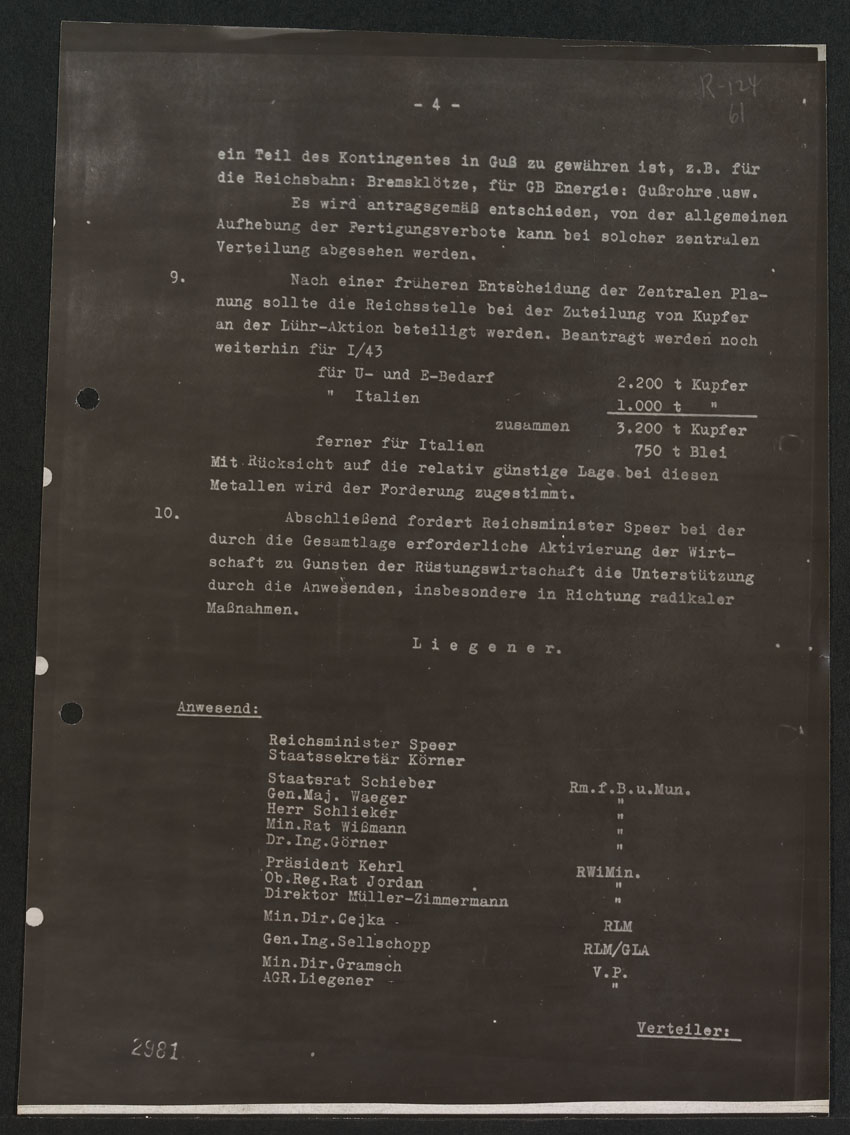 R-124
61
- 4 -
ein Teil des Kontingentes in Guß zu gewähren ist, z.B. für
die Reichsbahn: Bremsklötze, für GB Energie: Gußrohre usw.
Es wird antragsgemäß entschieden, von der allgemeinen
Aufhebung der Fertigungsverbote kann bei solcher zentralen
Verteilung abgesehen werden.
9. Nach einer früheren Entscheidung der Zentralen Pla-
nung sollte die Reichsstelle bei der Zuteilung von Kupfer
an der Lühr-Aktion beteiligt werden. Beantragt werden noch
weiterhin für I/43
für U- und E-Bedarf 2.200 t Kupfer
" Italien 1.000 t "
zusammen 3.200 t Kupfer
ferner für Italien 750 t Blei
Mit Rücksicht auf die relativ günstige Lage bei diesen
Metallen wird der Forderung zugestimmt.
10. Abschließend fordert Reichsminister Speer bei der
durch die Gesamtlage erforderliche Aktivierung der Wirt-
schaft zu Gunsten der Rüstungswirtschaft die Unterstützung
durch die Anwesenden, insbesondere in Richtung radikaler
Maßnahmen.
L i e g e n e r.
Anwesend:
Reichsminister Speer
Staatssekretär Körner
Staatsrat Schieber Rm.f.B.u.Mun.
Gen.Maj. Waeger "
Herr Schlieker "
Min.Rat Wißmann "
Dr.Ing.Görner "
Präsident Kehrl RWiMin.
Ob.Reg.Rat Jordan "
Direktor Müller-Zimmermann "
Min.Dir.Cejka - RLM
Gen.Ing.Sellschopp RLM/GLA
Min.Dir.Gramsch V.P.
AGR.Liegener - "
Verteiler:
2981